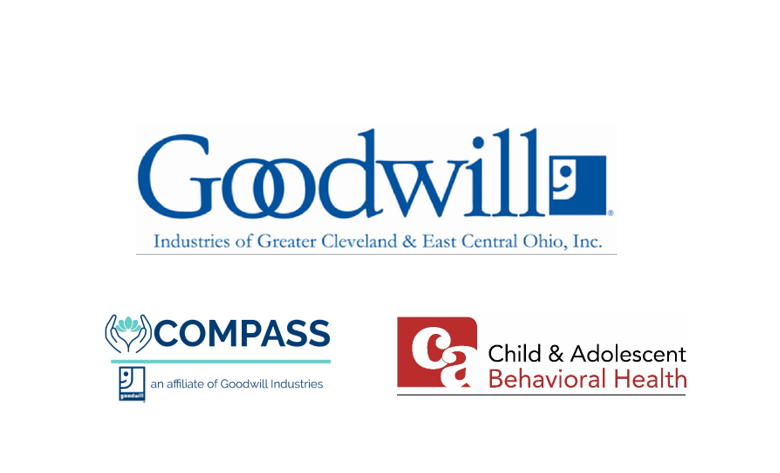 Goodwill
Industries of Greater Cleveland & East Central Ohio, Inc.
COMPASS
goodwill
an affiliate of Goodwill Industries
ca
Child & Adolescent
Behavioral Health